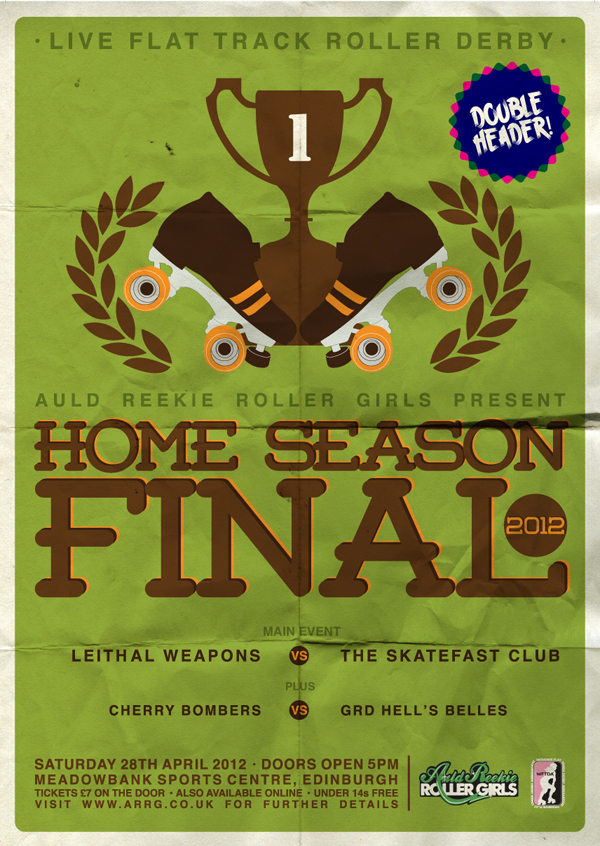 · LIVE FLAT TRACK ROLLER DERBY ·
DOUBLE
HEADER!
1
AULD REEKIE ROLLER GIRLS PRESENT
HOME SEASON
FINAL
2012
MAIN EVENT
LEITHAL WEAPONS VS THE SKATEFAST CLUB
PLUS
CHERRY BOMBERS VS GRD HELL'S BELLES
SATURDAY 28TH APRIL 2012 · DOORS OPEN 5PM
MEADOWBANK SPORTS CENTRE, EDINBURGH
TICKETS £7 ON THE DOOR · ALSO AVAILABLE ONLINE · UNDER 14s FREE
VISIT WWW.ARRG.CO.UK FOR FURTHER DETAILS
Auld Reekie
ROLLER GIRLS
WFTDA